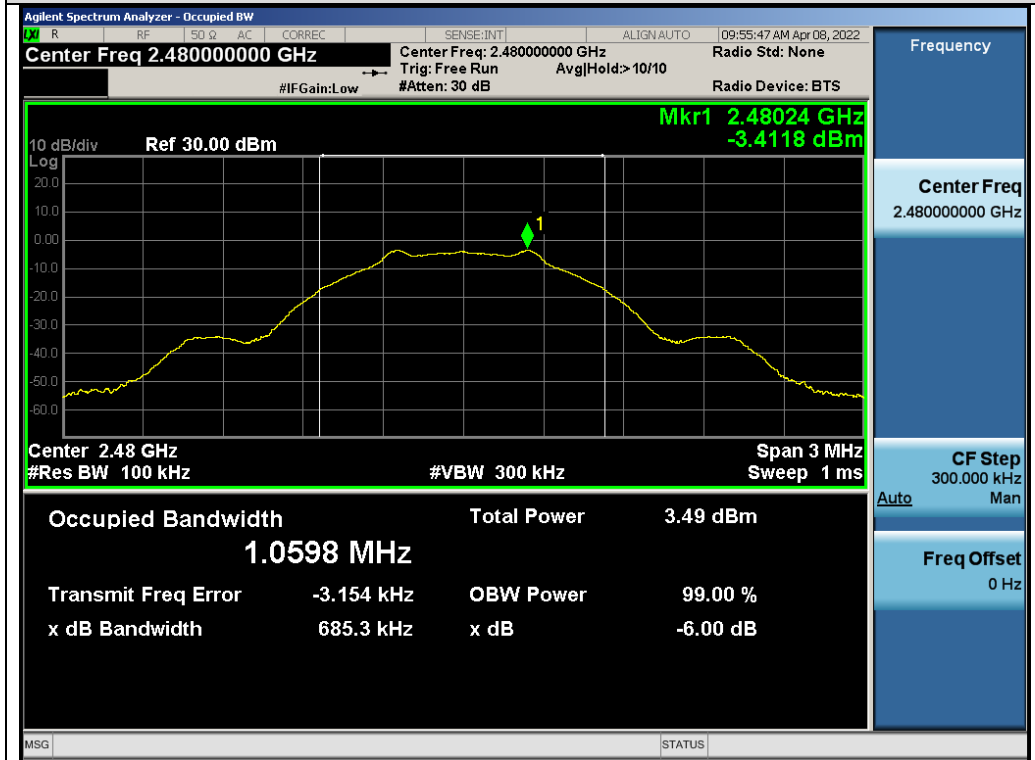 Agilent Spectrum Analyzer - Occupied BW
LXI R RF 50 Ω AC CORREC SENSE:INT ALIGN AUTO 09:55:47 AM Apr 08, 2022
Center Freq 2.480000000 GHz
Center Freq: 2.480000000 GHz
Radio Std: None
Trig: Free Run Avg|Hold:>10/10
#IFGain:Low
#Atten: 30 dB
Radio Device: BTS
Mkr1 2.48024 GHz
-3.4118 dBm
10 dB/div Ref 30.00 dBm
Log
20.0
10.0
0.00
-10.0
-20.0
-30.0
-40.0
-50.0
-60.0
1
Center 2.48 GHz
Span 3 MHz
#Res BW 100 kHz
#VBW 300 kHz
Sweep 1 ms
Occupied Bandwidth
1.0598 MHz
Total Power 3.49 dBm
Transmit Freq Error -3.154 kHz
OBW Power 99.00 %
x dB Bandwidth 685.3 kHz
x dB -6.00 dB
Frequency
Center Freq
2.480000000 GHz
CF Step
300.000 kHz
Auto Man
Freq Offset
0 Hz
MSG
STATUS